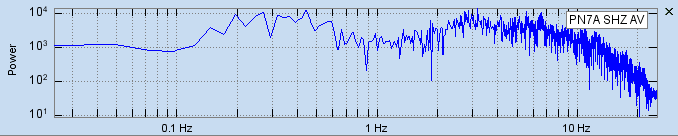 10⁴
PN7A SHZ AV
×
10³
Power
10²
10¹
0.1 Hz
1 Hz
10 Hz